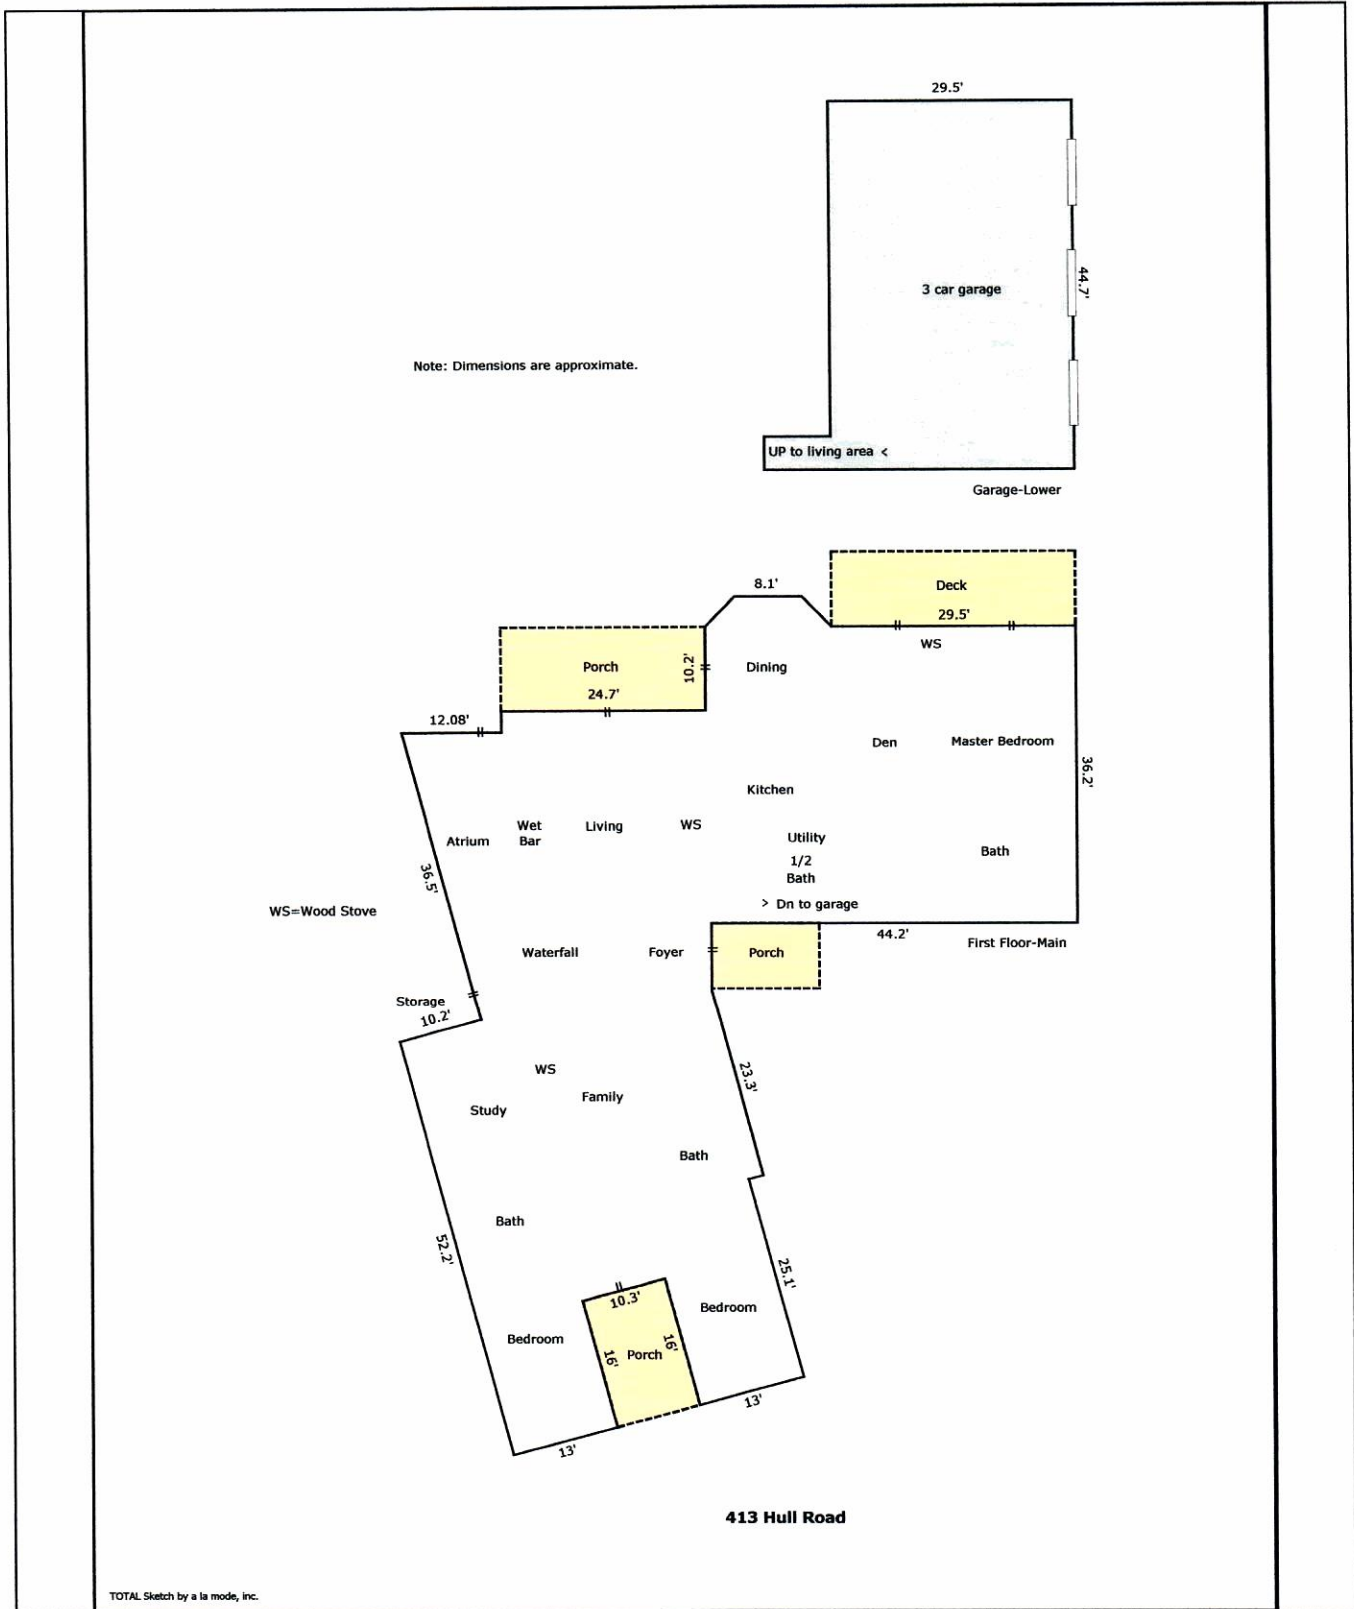 29.5'
3 car garage
44.7'
Note: Dimensions are approximate.
UP to living area <
Garage-Lower
8.1'
Deck
29.5'
WS
Porch
10.2'
Dining
24.7'
12.08'
Den
Master Bedroom
36.2'
Kitchen
Atrium
Wet
Bar
Living
WS
Utility
1/2
Bath
Bath
36.5'
WS=Wood Stove
> Dn to garage
44.2'
First Floor-Main
Waterfall
Foyer
Porch
Storage
10.2'
WS
Family
23.3'
Study
Bath
Bath
52.2'
25.1'
10.3'
Bedroom
Bedroom
16'
Porch
16'
13'
13'
413 Hull Road
TOTAL Sketch by a la mode, inc.